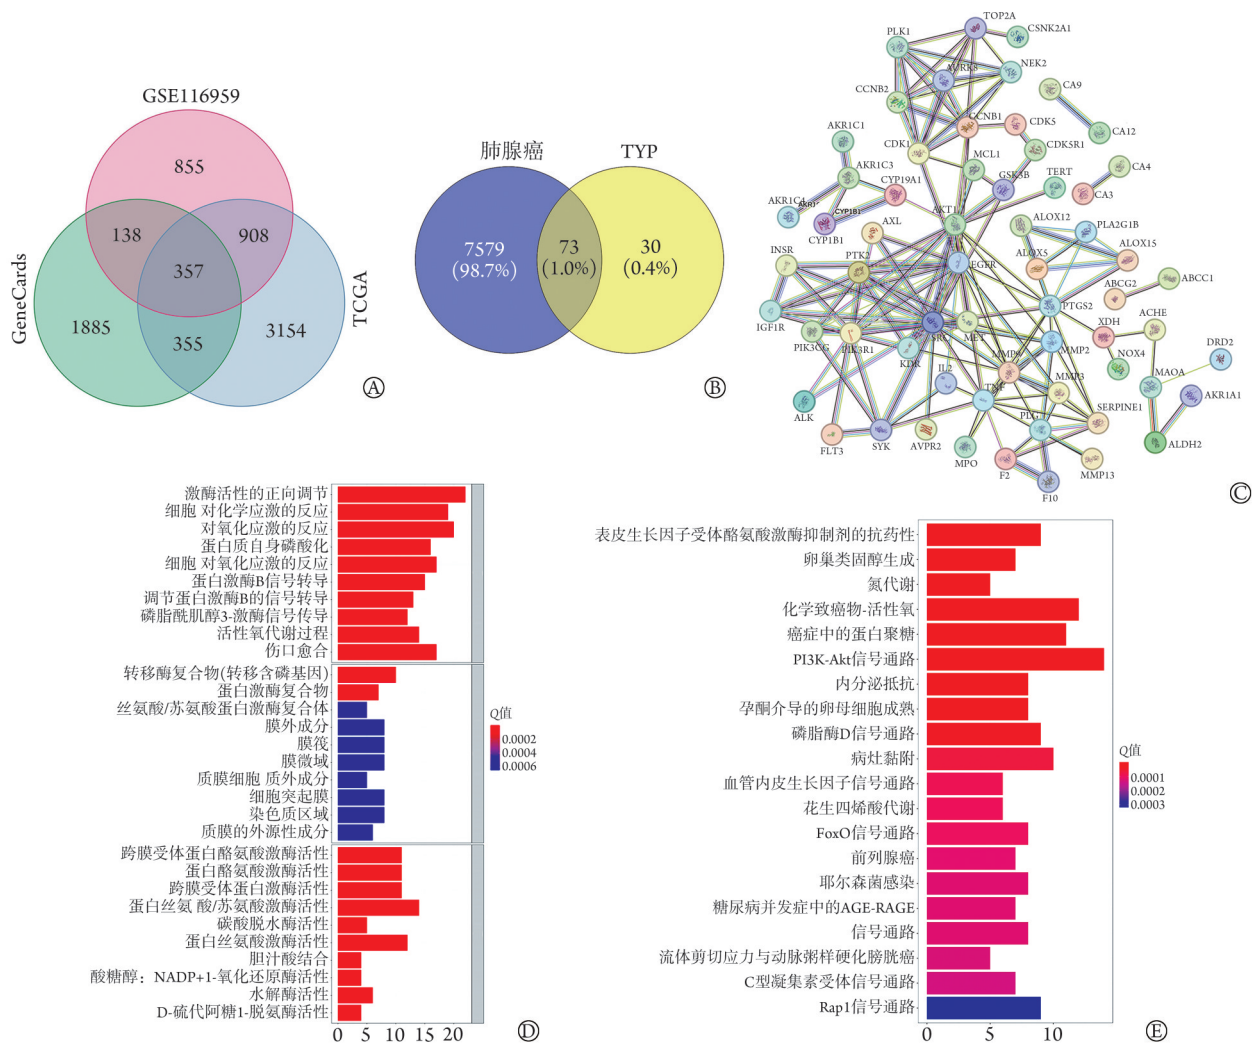 GSE116959
855
138
908
357
1885
355
3154
GeneCards
TCGA
Ⓐ
肺腺癌
TYP
7579
(98.7%)
73
(1.0%)
30
(0.4%)
Ⓑ
TOP2A
CSNK2A1
PLK1
NEK2
AURKB
CCNB2
CA9
CCNB1
CDK5
CA12
AKR1C1
CDK1
CDK5R1
MCL1
CA4
AKR1C3
GSK3B
TERT
CYP19A1
CA3
AKR1C4
CYP1B1
CYP1B1
AKT1
AXL
ALOX12
PLA2G1B
INSR
PTK2
EGFR
ALOX5
ALOX15
ABCC1
ABCG2
PTGS2
IGF1R
XDH
ACHE
PIK3CG
PIK3R1
SRC
MET
KDR
MMP9
MMP2
NOX4
DRD2
IL2
MMP3
MAOA
AKR1A1
TNF
ALK
PLG
SERPINE1
FLT3
SYK
AVPR2
MPO
F2
MMP13
ALDH2
F10
Ⓒ
激酶活性的正向调节
细胞 对化学应激的反应
对氧化应激的反应
蛋白质自身磷酸化
细胞 对氧化应激的反应
蛋白激酶B信号转导
调节蛋白激酶B的信号转导
磷脂酰肌醇3-激酶信号传导
活性氧代谢过程
伤口愈合
转移酶复合物(转移含磷基因)
蛋白激酶复合物
丝氨酸/苏氨酸蛋白激酶复合体
膜外成分
膜筏
膜微域
质膜细胞 质外成分
细胞突起膜
染色质区域
质膜的外源性成分
跨膜受体蛋白酪氨酸激酶活性
蛋白酪氨酸激酶活性
跨膜受体蛋白激酶活性
蛋白丝氨 酸/苏氨酸激酶活性
碳酸脱水酶活性
蛋白丝氨酸激酶活性
胆汁酸结合
酸糖醇：NADP+1-氧化还原酶活性
水解酶活性
D-硫代阿糖1-脱氨酶活性
0 5 10 15 20
Q值
0.0002
0.0004
0.0006
Ⓓ
表皮生长因子受体酪氨酸激酶抑制剂的抗药性
卵巢类固醇生成
氮代谢
化学致癌物-活性氧
癌症中的蛋白聚糖
PI3K-Akt信号通路
内分泌抵抗
孕酮介导的卵母细胞成熟
磷脂酶D信号通路
病灶黏附
血管内皮生长因子信号通路
花生四烯酸代谢
FoxO信号通路
前列腺癌
耶尔森菌感染
糖尿病并发症中的AGE-RAGE
信号通路
流体剪切应力与动脉粥样硬化膀胱癌
C型凝集素受体信号通路
Rap1信号通路
0 5 10
Q值
0.0001
0.0002
0.0003
Ⓔ